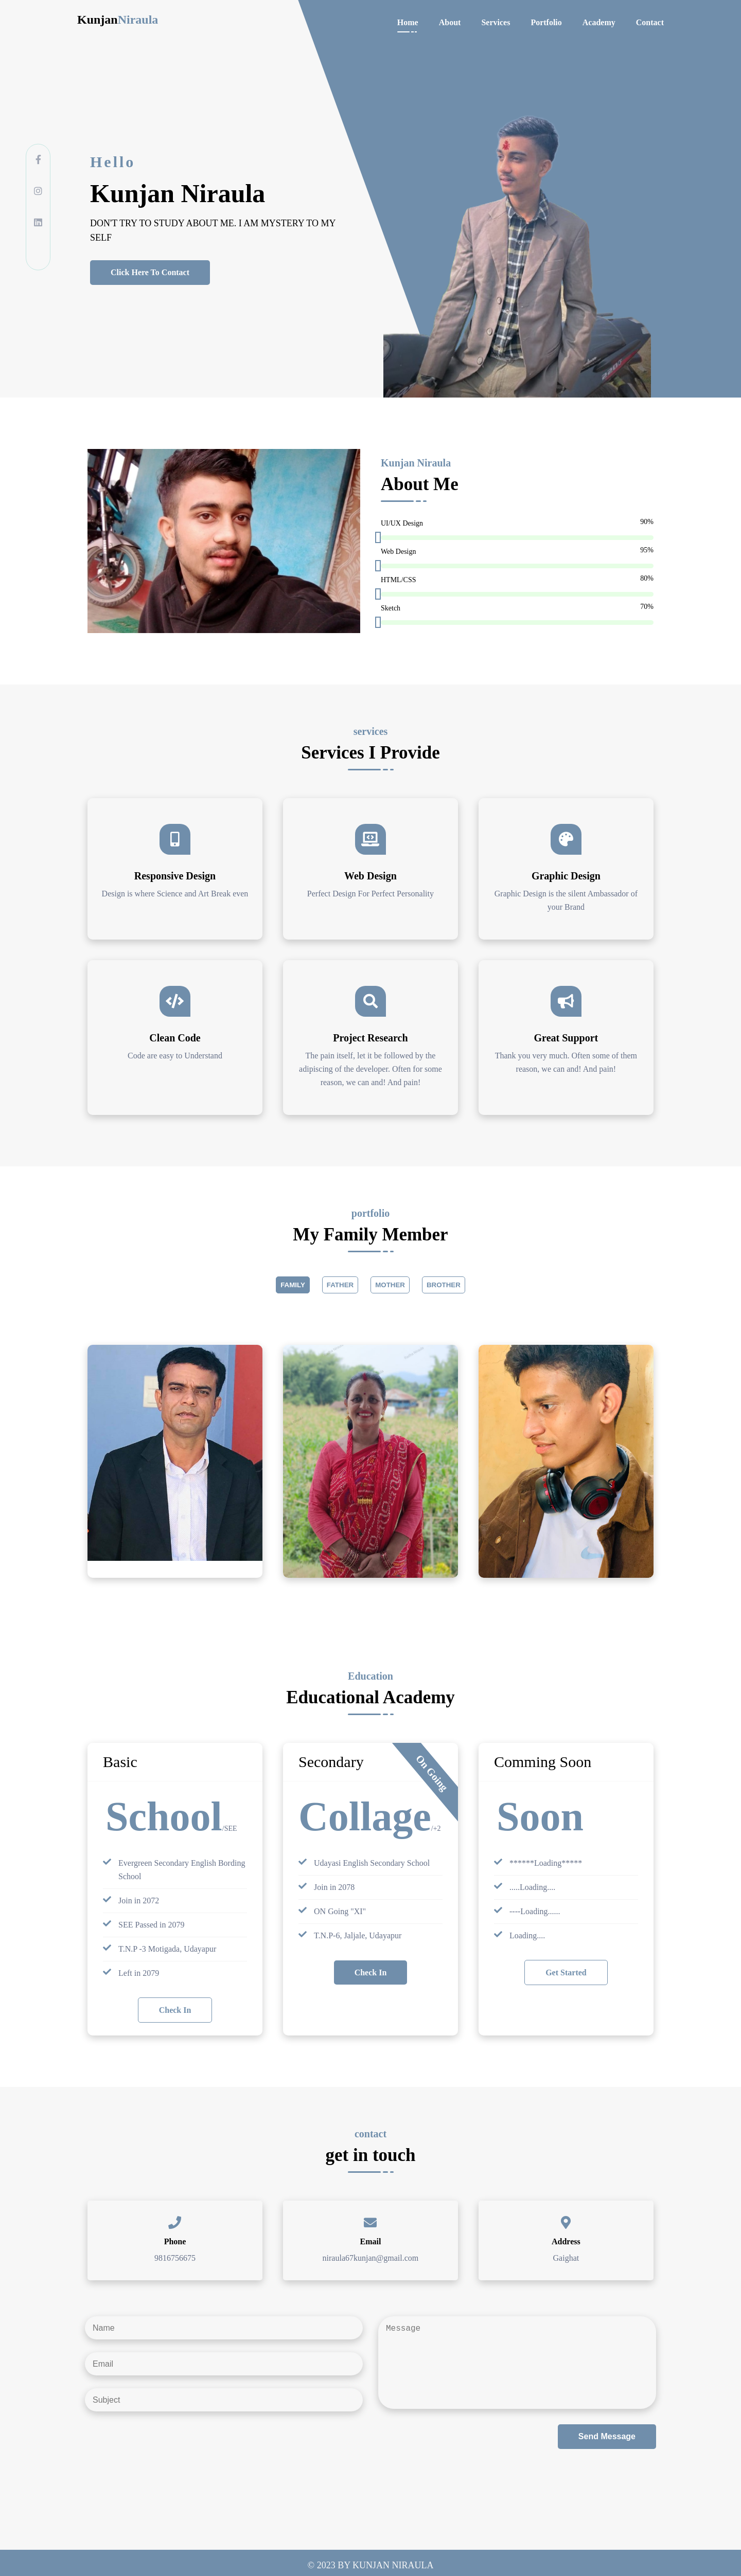 KunjanNiraula
Home About Services Portfolio Academy Contact
Hello
Kunjan Niraula
DON'T TRY TO STUDY ABOUT ME. I AM MYSTERY TO MY
SELF
Click Here To Contact
Kunjan Niraula
About Me
UI/UX Design 90%
Web Design 95%
HTML/CSS 80%
Sketch 70%
services
Services I Provide
Responsive Design
Design is where Science and Art Break even
Web Design
Perfect Design For Perfect Personality
Graphic Design
Graphic Design is the silent Ambassador of
your Brand
Clean Code
Code are easy to Understand
Project Research
The pain itself, let it be followed by the
adipiscing of the developer. Often for some
reason, we can and! And pain!
Great Support
Thank you very much. Often some of them
reason, we can and! And pain!
portfolio
My Family Member
FAMILY FATHER MOTHER BROTHER
Education
Educational Academy
Basic
School/SEE
Evergreen Secondary English Bording
School
Join in 2072
SEE Passed in 2079
T.N.P -3 Motigada, Udayapur
Left in 2079
Check In
Secondary
On Going
Collage/+2
Udayasi English Secondary School
Join in 2078
ON Going "XI"
T.N.P-6, Jaljale, Udayapur
Check In
Comming Soon
Soon
******Loading*****
.....Loading....
----Loading......
Loading....
Get Started
contact
get in touch
Phone
9816756675
Email
niraula67kunjan@gmail.com
Address
Gaighat
Name
Email
Subject
Message
Send Message
© 2023 BY KUNJAN NIRAULA